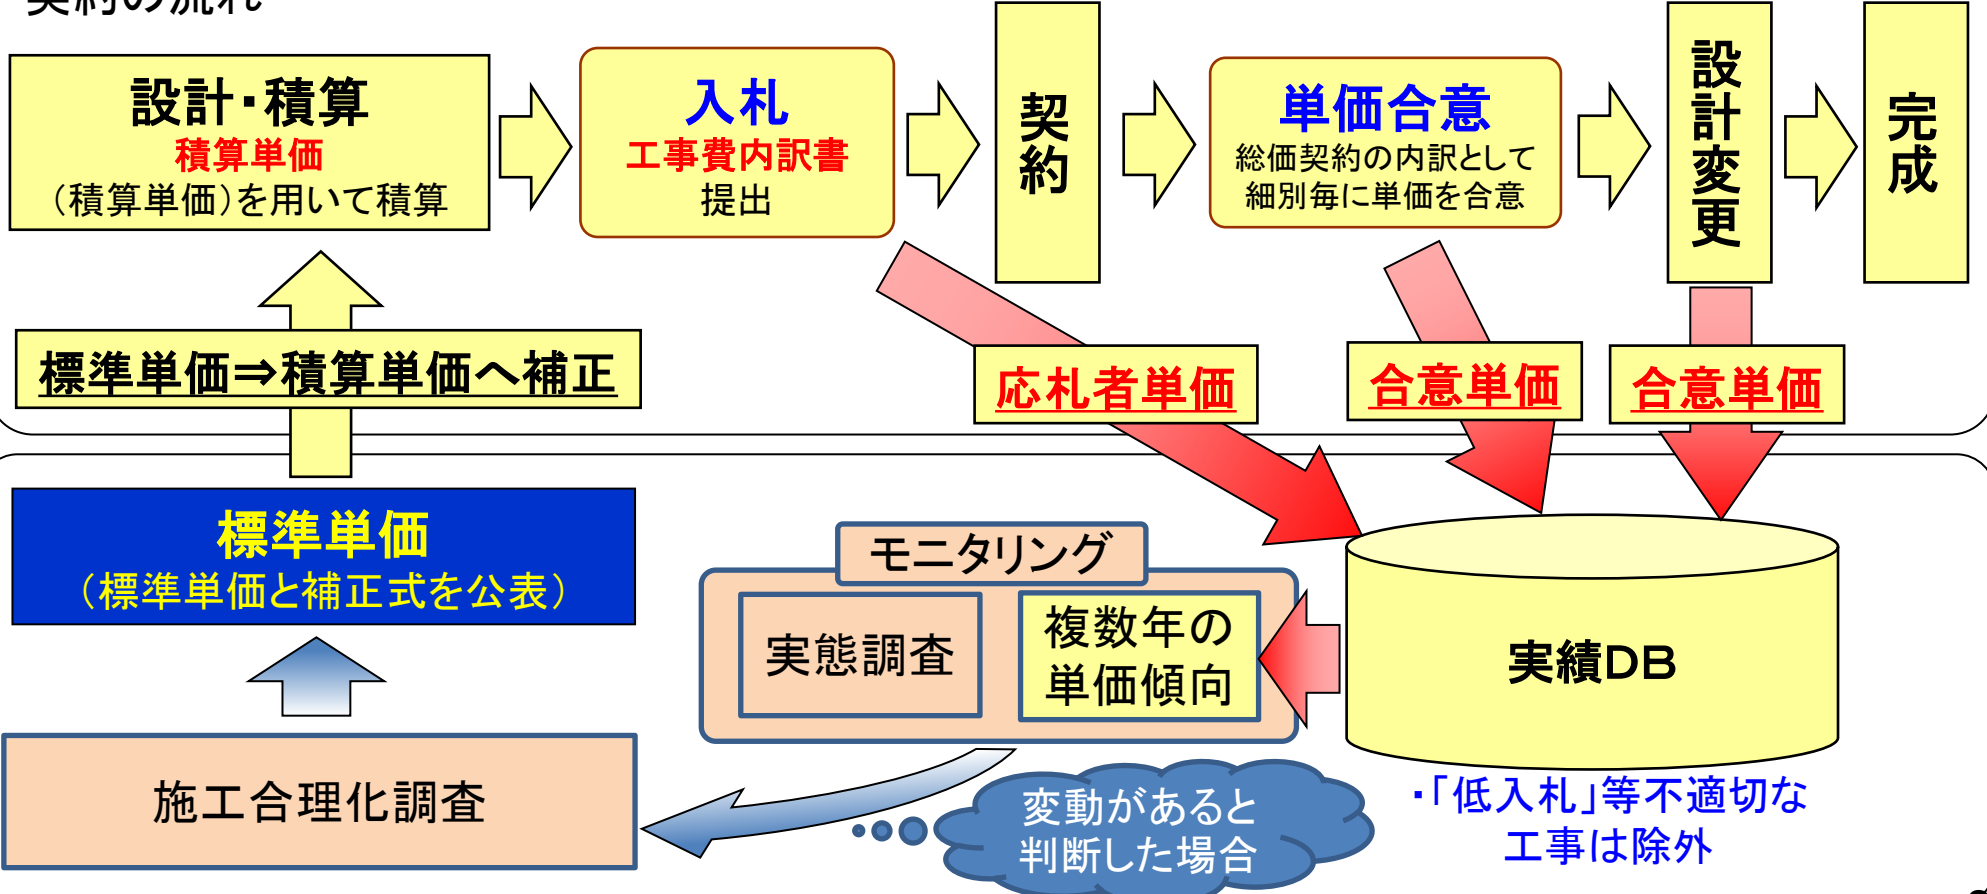 契約の流れ
設計・積算
積算単価
（積算単価）を用いて積算
入札
工事費内訳書
提出
契約
単価合意
総価契約の内訳として
細別毎に単価を合意
設計変更
完成
標準単価⇒積算単価へ補正
応札者単価
合意単価
合意単価
標準単価
（標準単価と補正式を公表）
モニタリング
実態調査
複数年の
単価傾向
実績DB
施工合理化調査
変動があると
判断した場合
・「低入札」等不適切な
工事は除外